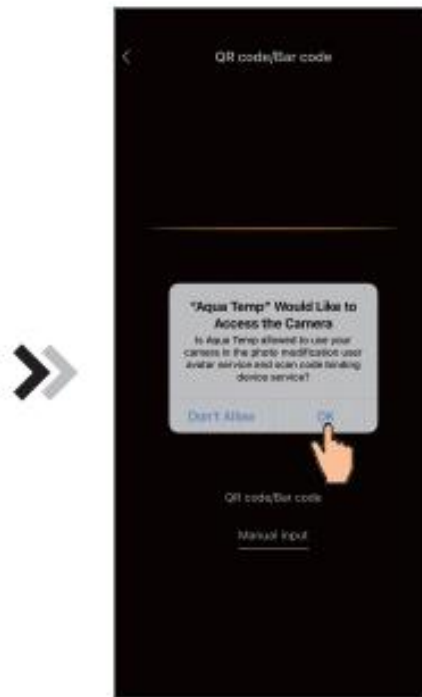 QR code/Bar code
"Aqua Temp" Would Like to
Access the Camera
Is Aqua Temp allowed to use your
camera in the photo modification user
avatar service and scan code binding
device service?
Don't Allow
OK
QR code/Bar code
Manual input